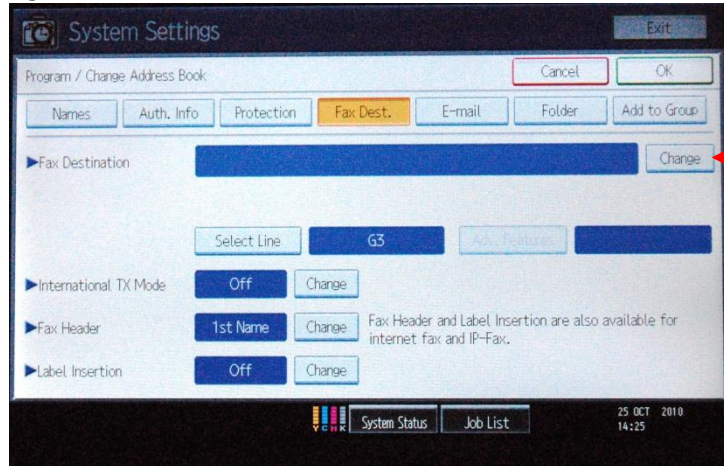 System Settings Exit
Program / Change Address Book Cancel OK
Names Auth. Info Protection Fax Dest. E-mail Folder Add to Group
▶Fax Destination Change
Select Line G3 Adv. Features
▶International TX Mode Off Change
▶Fax Header 1st Name Change Fax Header and Label Insertion are also available for
internet fax and IP-Fax.
▶Label Insertion Off Change
Y C M K System Status Job List 25 OCT 2010
14:25